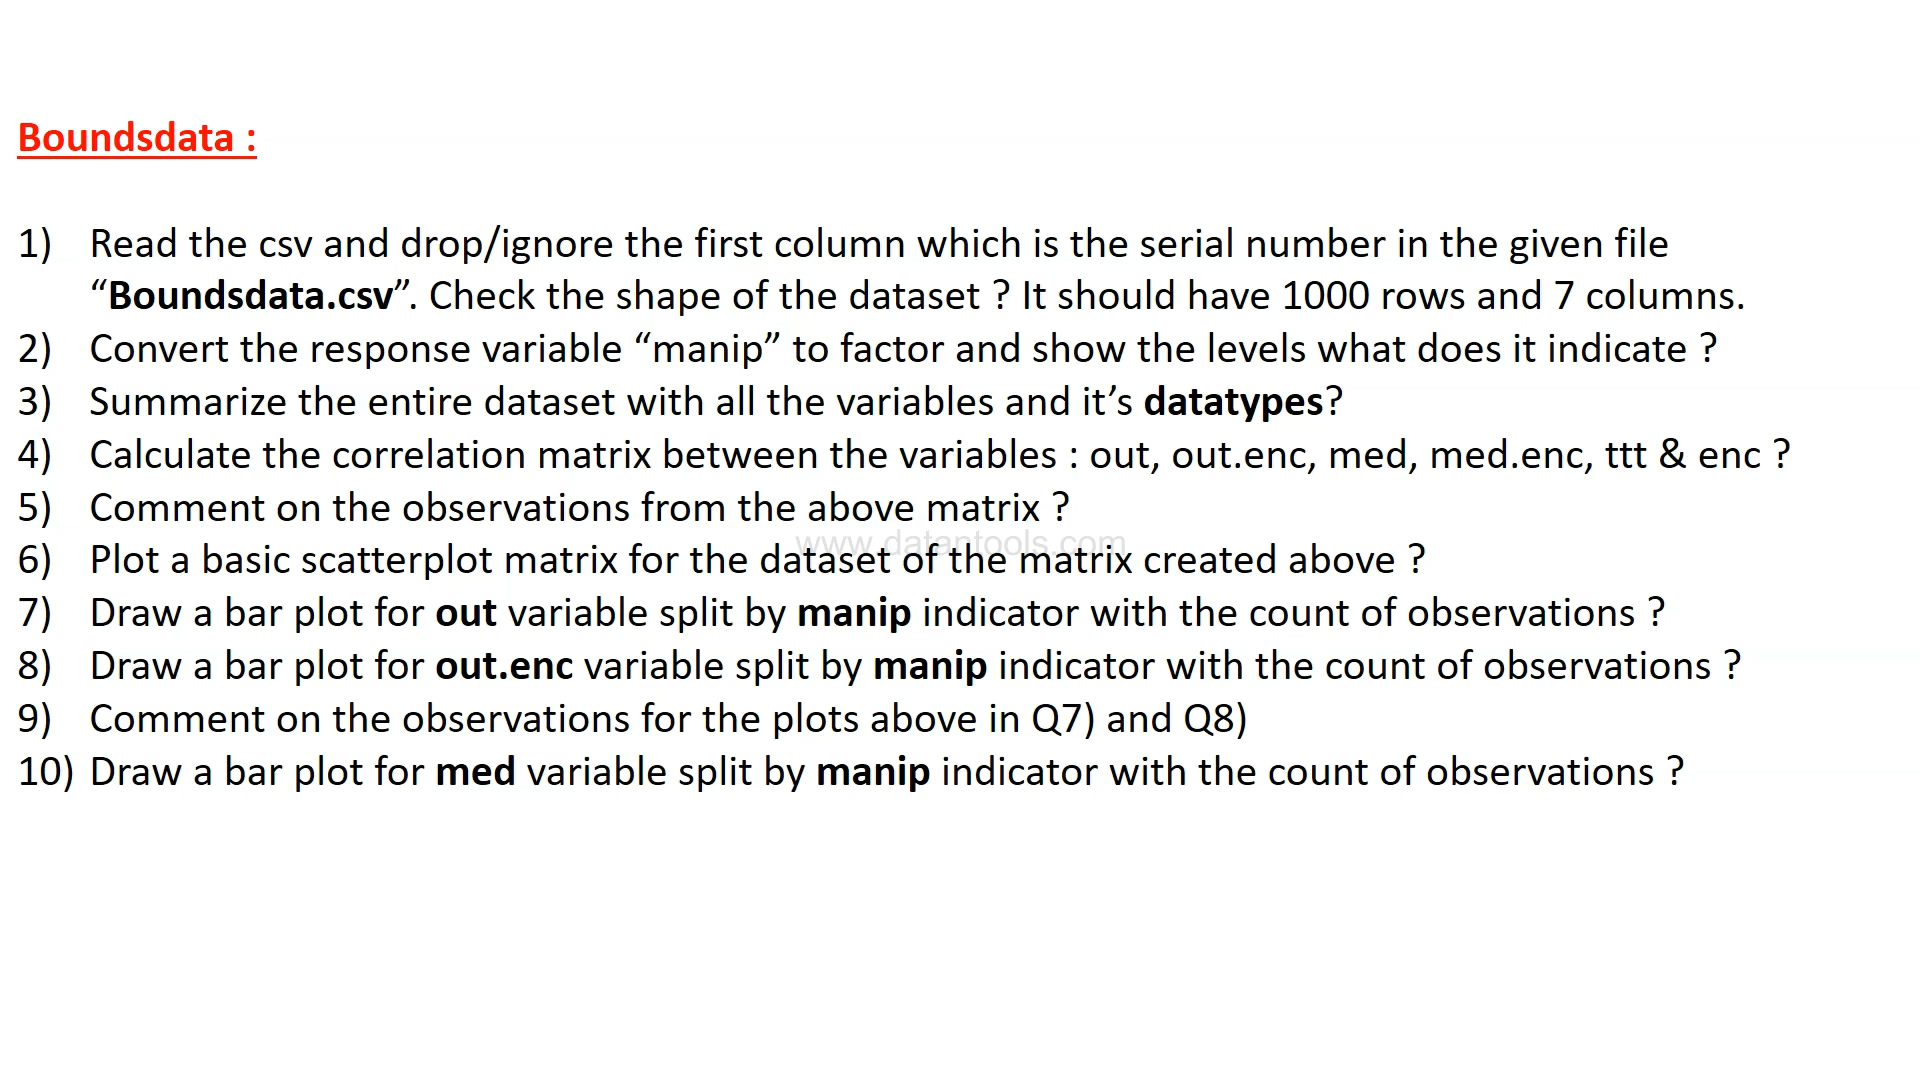 Boundsdata :
1) Read the csv and drop/ignore the first column which is the serial number in the given file
“Boundsdata.csv”. Check the shape of the dataset ? It should have 1000 rows and 7 columns.
2) Convert the response variable “manip” to factor and show the levels what does it indicate ?
3) Summarize the entire dataset with all the variables and it’s datatypes?
4) Calculate the correlation matrix between the variables : out, out.enc, med, med.enc, ttt & enc ?
5) Comment on the observations from the above matrix ?
www.datantools.com
6) Plot a basic scatterplot matrix for the dataset of the matrix created above ?
7) Draw a bar plot for out variable split by manip indicator with the count of observations ?
8) Draw a bar plot for out.enc variable split by manip indicator with the count of observations ?
9) Comment on the observations for the plots above in Q7) and Q8)
10) Draw a bar plot for med variable split by manip indicator with the count of observations ?